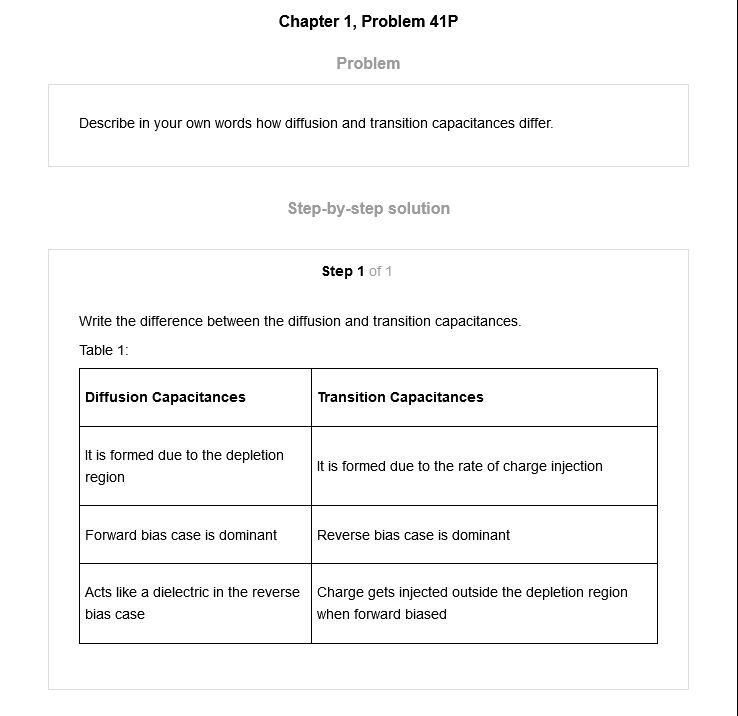 Chapter 1, Problem 41P
Problem
Describe in your own words how diffusion and transition capacitances differ.
Step-by-step solution
Step 1 of 1
Write the difference between the diffusion and transition capacitances.
Table 1:
Diffusion Capacitances
Transition Capacitances
It is formed due to the depletion
region
It is formed due to the rate of charge injection
Forward bias case is dominant
Reverse bias case is dominant
Acts like a dielectric in the reverse
bias case
Charge gets injected outside the depletion region
when forward biased